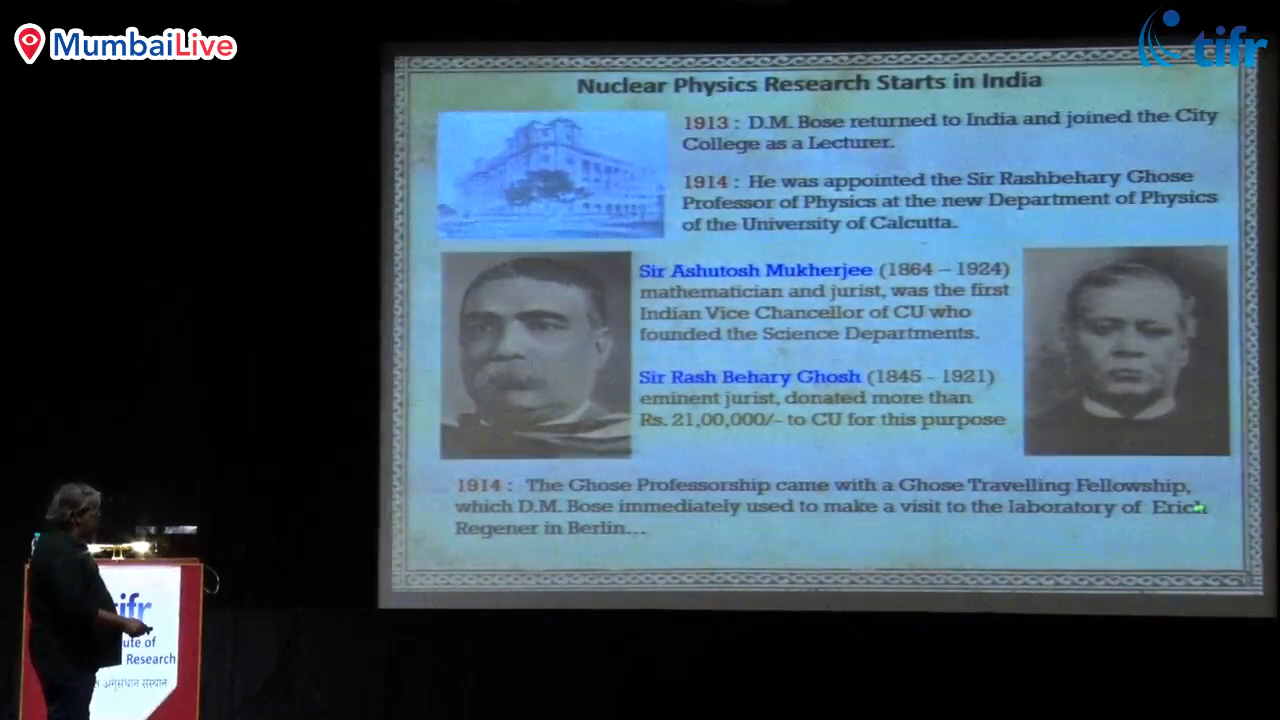 MumbaiLive
tifr
Nuclear Physics Research Starts in India
1913 : D.M. Bose returned to India and joined the City
College as a Lecturer.
1914 : He was appointed the Sir Rashbehary Ghose
Professor of Physics at the new Department of Physics
of the University of Calcutta.
Sir Ashutosh Mukherjee (1864 – 1924)
mathematician and jurist, was the first
Indian Vice Chancellor of CU who
founded the Science Departments.
Sir Rash Behary Ghosh (1845 - 1921)
eminent jurist, donated more than
Rs. 21,00,000/- to CU for this purpose
1914 : The Ghose Professorship came with a Ghose Travelling Fellowship,
which D.M. Bose immediately used to make a visit to the laboratory of Erich
Regener in Berlin...
tifr
ute of
Research
अनुसंधान संस्थान